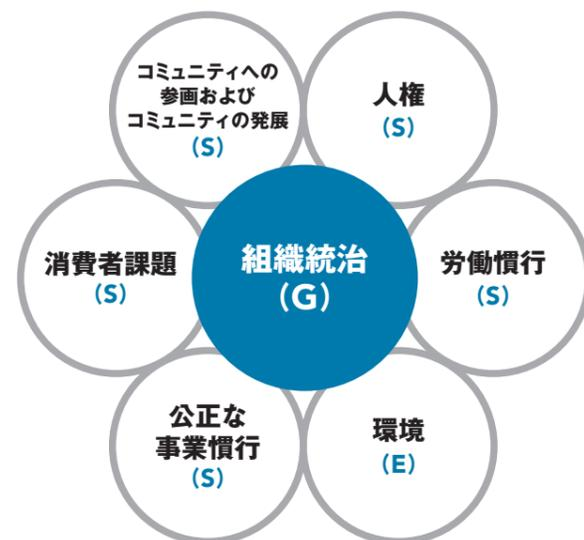 コミュニティへの
参画および
コミュニティの発展
(S)
人権
(S)
消費者課題
(S)
組織統治
(G)
労働慣行
(S)
公正な
事業慣行
(S)
環境
(E)